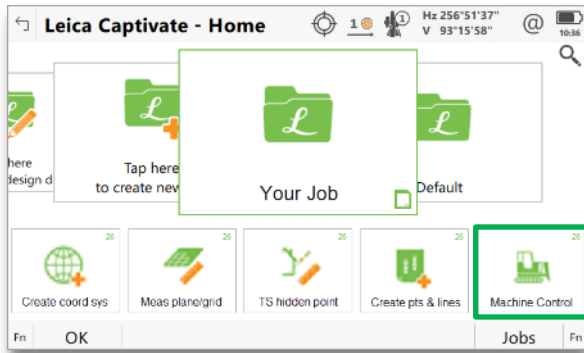 Leica Captivate - Home
1
1
Hz 256°51'37"
V 93°15'58"
@
10:36
here
design d
Tap here
to create new
Your Job
Default
26
26
26
26
26
Create coord sys
Meas plane/grid
TS hidden point
Create pts & lines
Machine Control
Fn
OK
Jobs
Fn